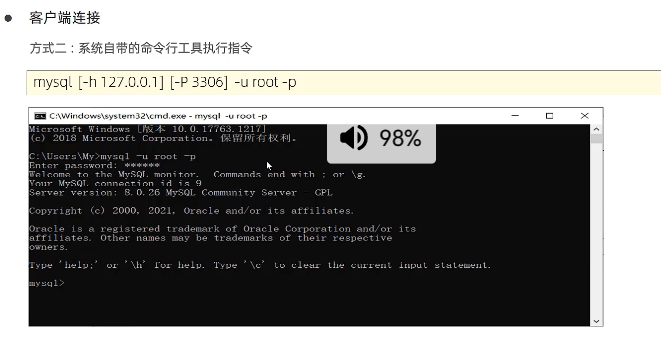 ● 客户端连接
方式二：系统自带的命令行工具执行指令
mysql [-h 127.0.0.1] [-P 3306] -u root -p
C:\Windows\system32\cmd.exe - mysql -u root -p
Microsoft Windows [版本 10.0.17763.1217]
(c) 2018 Microsoft Corporation。保留所有权利。
98%
C:\Users\My>mysql -u root -p
Enter password: ******
Welcome to the MySQL monitor.  Commands end with ; or \g.
Your MySQL connection id is 9
Server version: 8.0.26 MySQL Community Server - GPL
Copyright (c) 2000, 2021, Oracle and/or its affiliates.
Oracle is a registered trademark of Oracle Corporation and/or its
affiliates. Other names may be trademarks of their respective
owners.
Type 'help;' or '\h' for help. Type '\c' to clear the current input statement.
mysql>